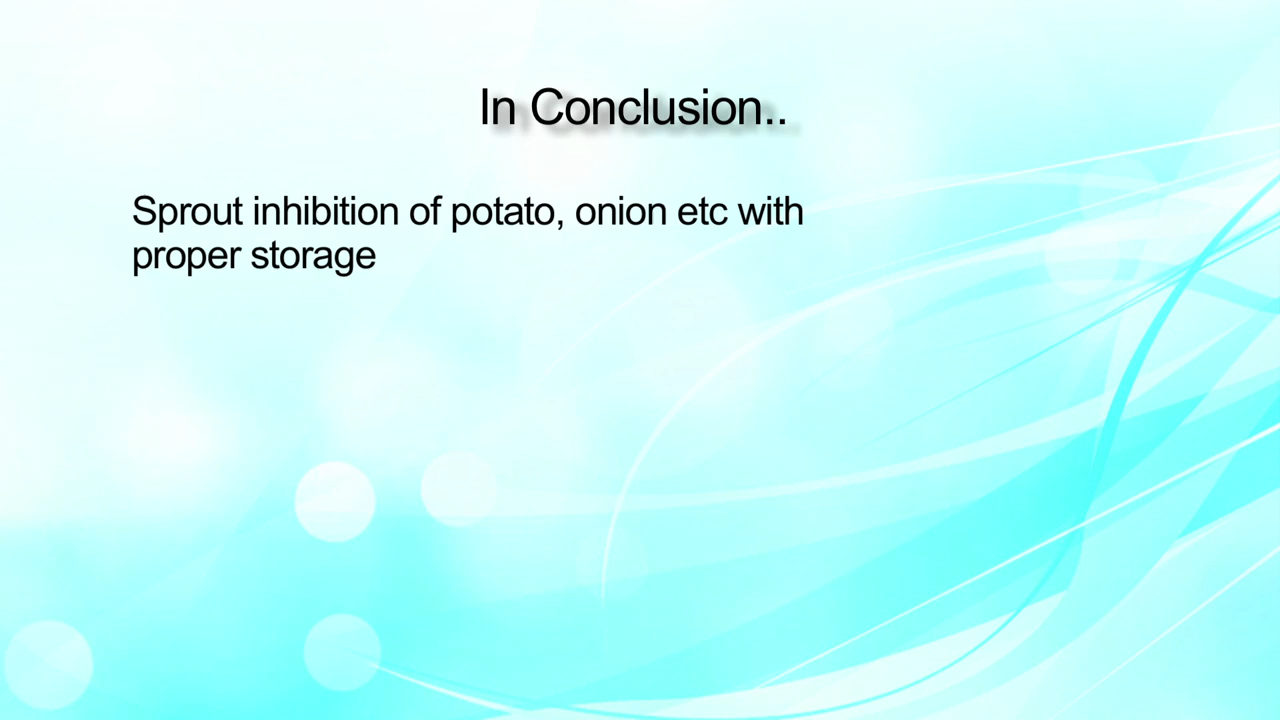 In Conclusion..
Sprout inhibition of potato, onion etc with
proper storage